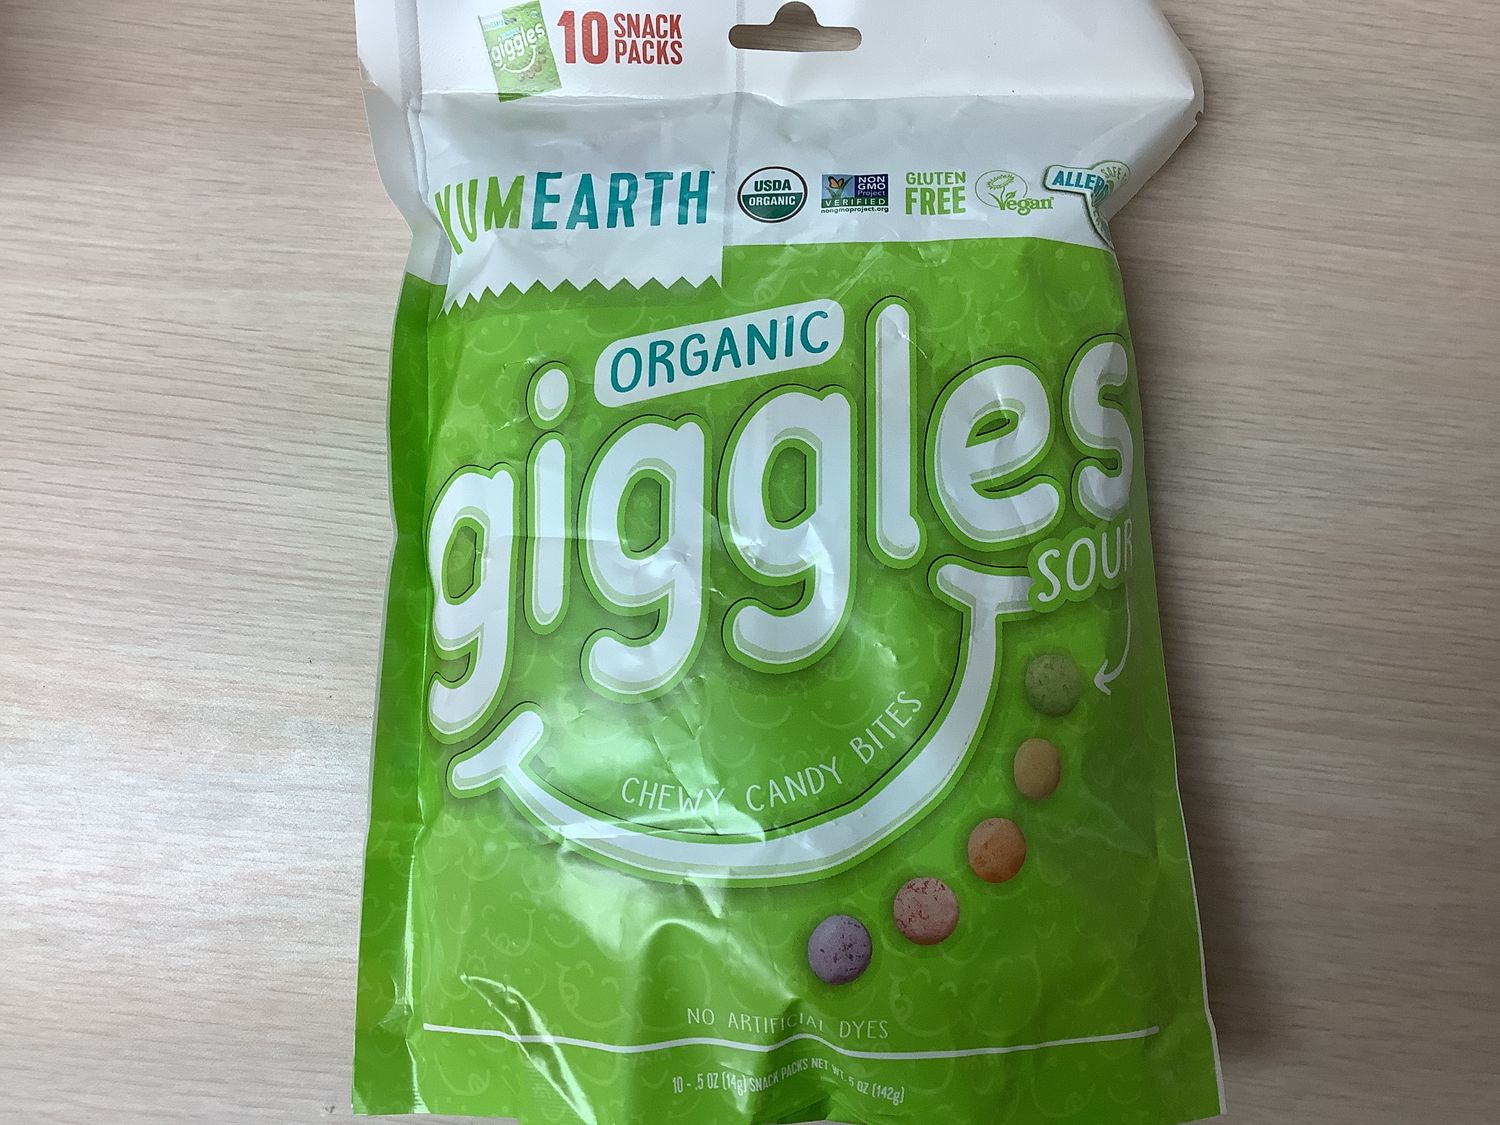 giggles
10 SNACK
PACKS
YUMEARTH
USDA
ORGANIC
NON
GMO
Project
VERIFIED
nongmoproject.org
GLUTEN
FREE
Vegan
ORGANIC
giggles
SOUR
CHEWY CANDY BITES
NO ARTIFICIAL DYES
10 - .5 OZ (14g) SNACK PACKS NET WT. 5 OZ (142g)